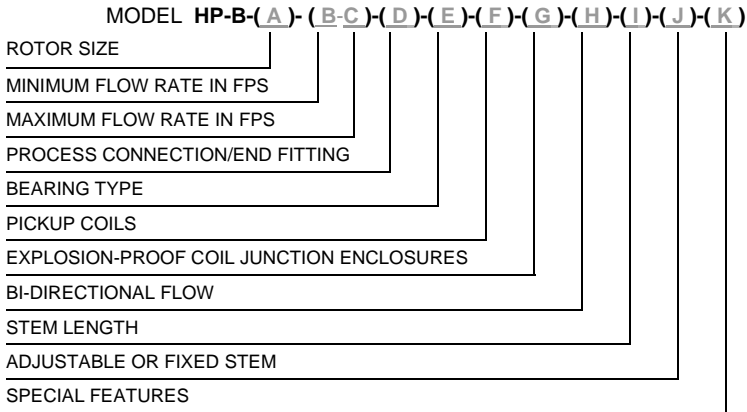 MODEL HP-B-( A )- ( B-C )-( D )-( E )-( F )-( G )-( H )-( I )-( J )-( K )
ROTOR SIZE
MINIMUM FLOW RATE IN FPS
MAXIMUM FLOW RATE IN FPS
PROCESS CONNECTION/END FITTING
BEARING TYPE
PICKUP COILS
EXPLOSION-PROOF COIL JUNCTION ENCLOSURES
BI-DIRECTIONAL FLOW
STEM LENGTH
ADJUSTABLE OR FIXED STEM
SPECIAL FEATURES